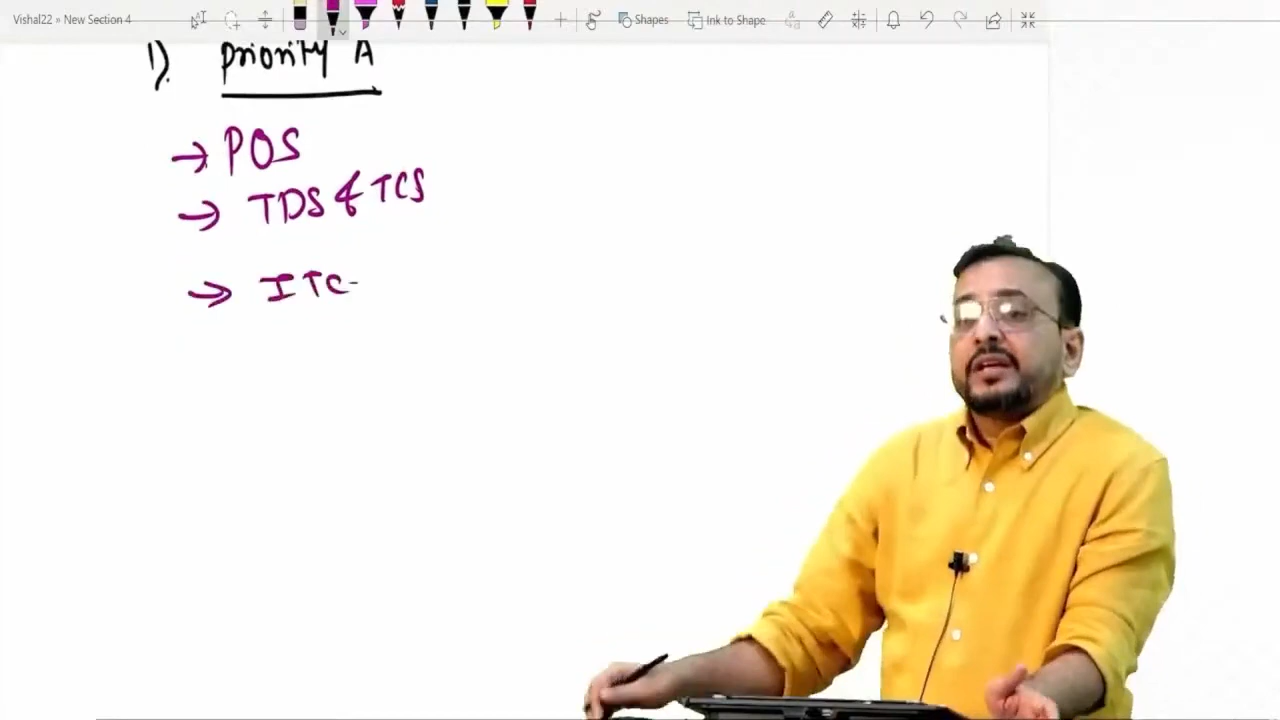 Vishal22 » New Section 4
Shapes
Ink to Shape
1). Priority A
→ POS
→ TDS & TCS
→ ITC